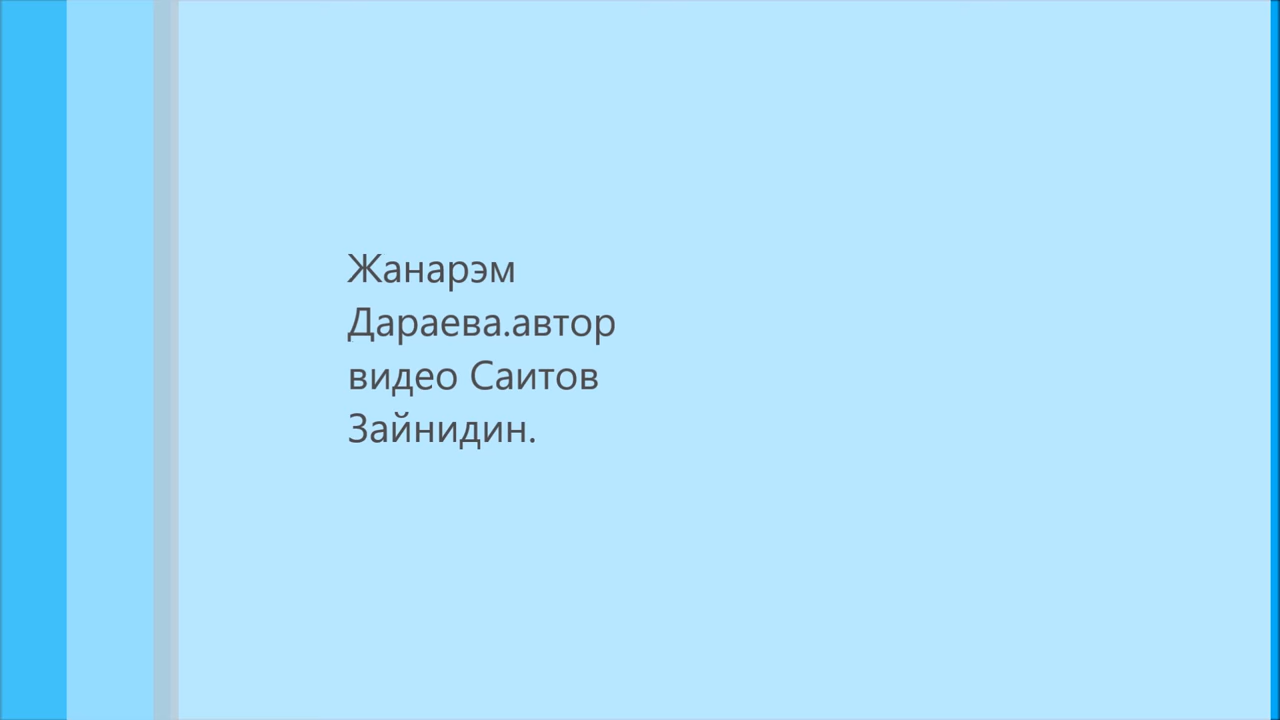 Жанарэм
Дараева.автор
видео Саитов
Зайнидин.